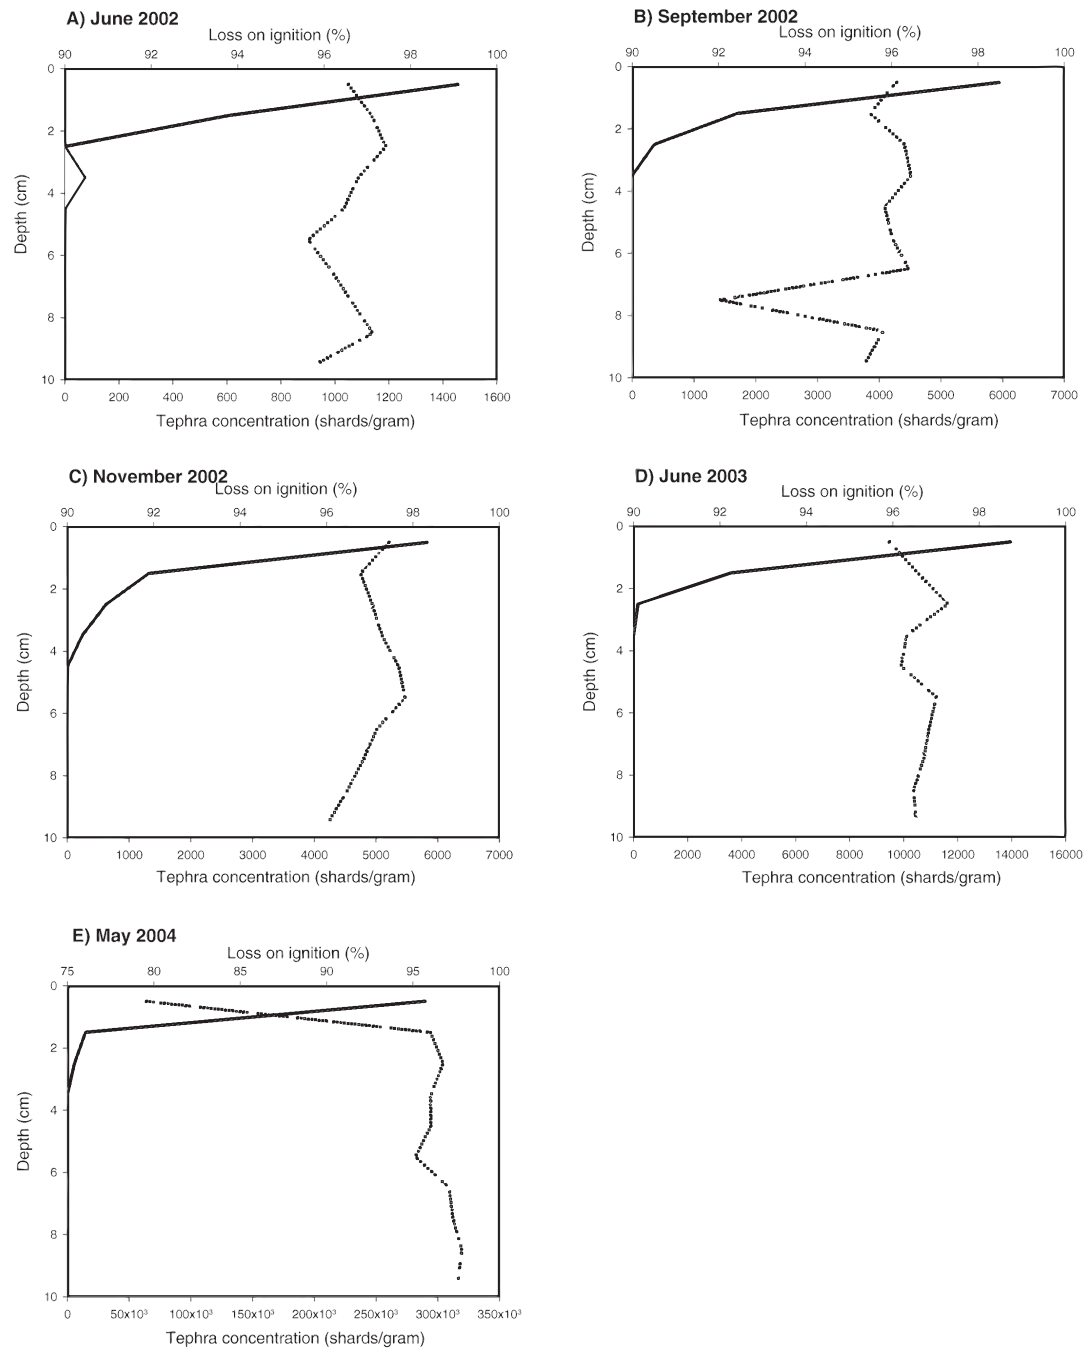 A) June 2002
Loss on ignition (%)
90 92 94 96 98 100
0
2
4
6
8
10
Depth (cm)
0 200 400 600 800 1000 1200 1400 1600
Tephra concentration (shards/gram)
B) September 2002
Loss on ignition (%)
90 92 94 96 98 100
0
2
4
6
8
10
Depth (cm)
0 1000 2000 3000 4000 5000 6000 7000
Tephra concentration (shards/gram)
C) November 2002
Loss on ignition (%)
90 92 94 96 98 100
0
2
4
6
8
10
Depth (cm)
0 1000 2000 3000 4000 5000 6000 7000
Tephra concentration (shards/gram)
D) June 2003
Loss on ignition (%)
90 92 94 96 98 100
0
2
4
6
8
10
Depth (cm)
0 2000 4000 6000 8000 10000 12000 14000 16000
Tephra concentration (shards/gram)
E) May 2004
Loss on ignition (%)
75 80 85 90 95 100
0
2
4
6
8
10
Depth (cm)
0 50x10³ 100x10³ 150x10³ 200x10³ 250x10³ 300x10³ 350x10³
Tephra concentration (shards/gram)